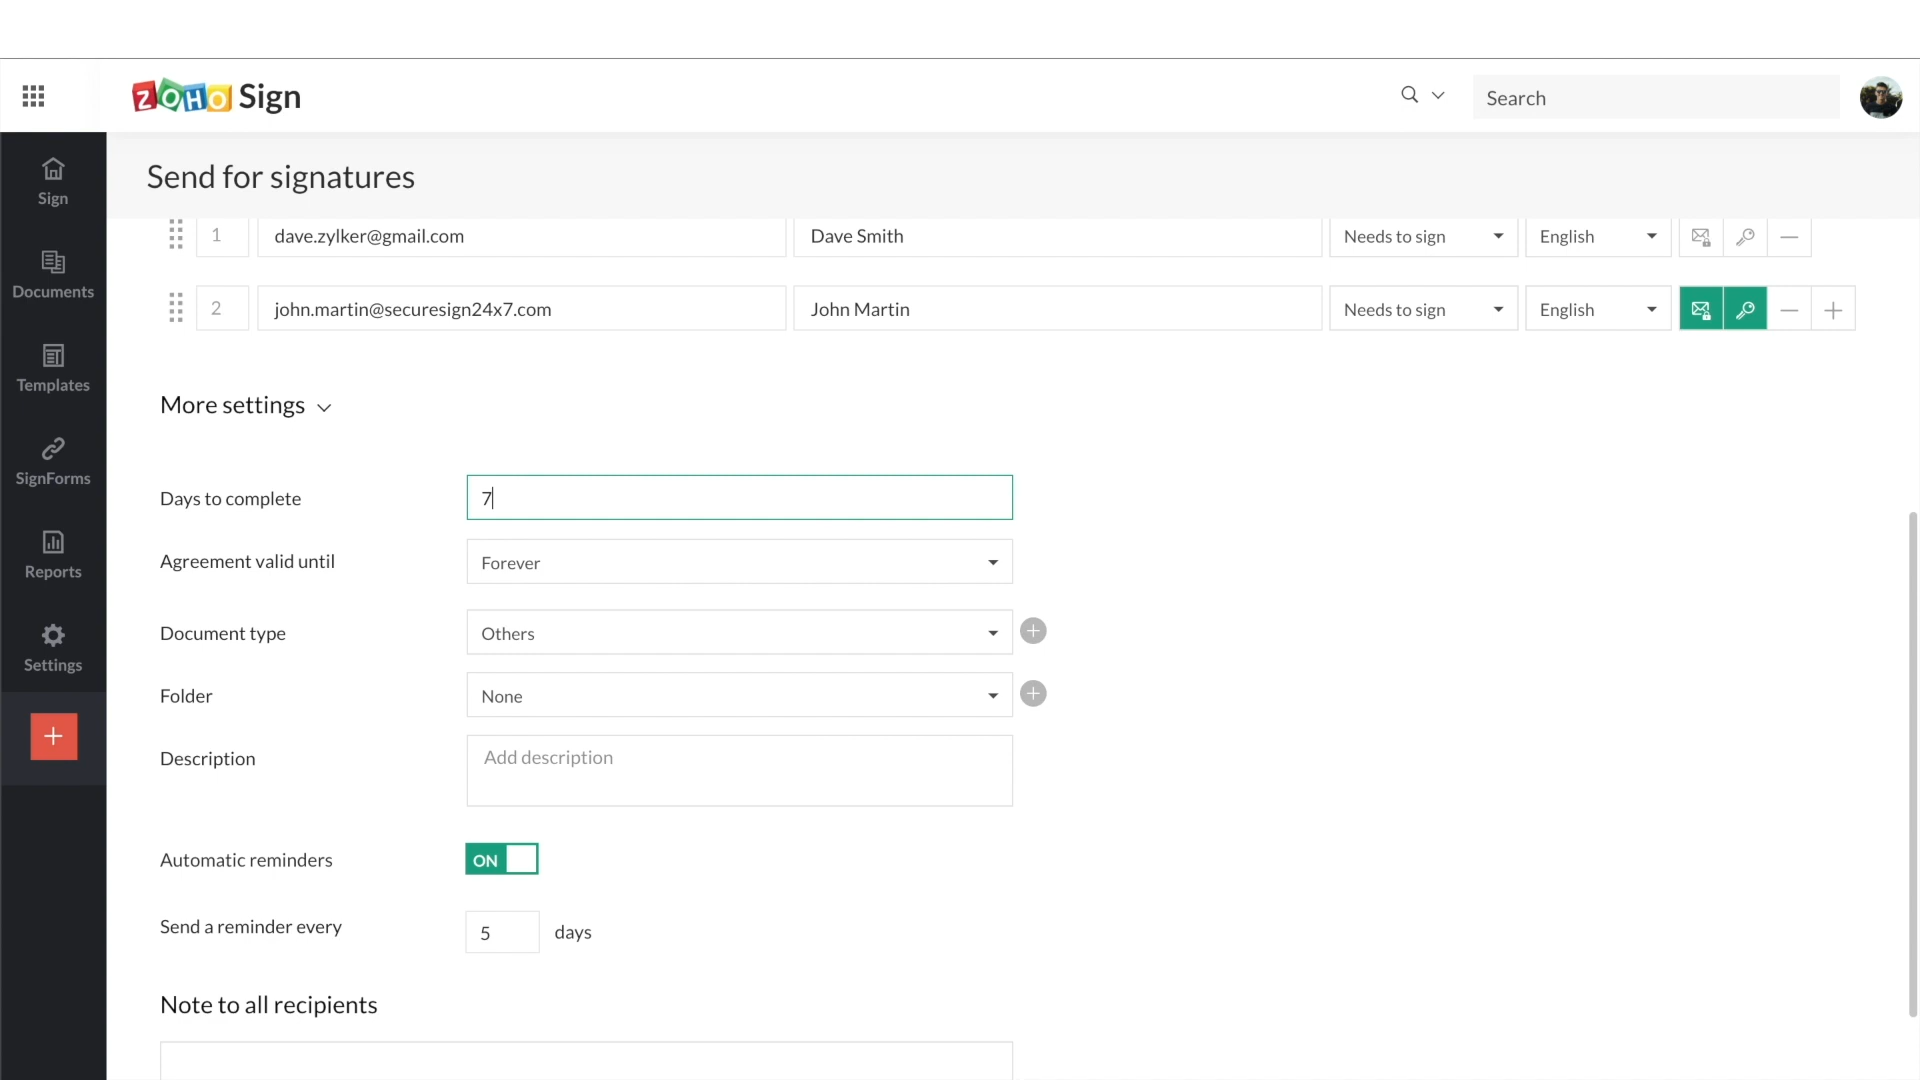 ZOHO Sign
Search
Sign
Documents
Templates
SignForms
Reports
Settings
Send for signatures
1 dave.zylker@gmail.com Dave Smith Needs to sign English
2 john.martin@securesign24x7.com John Martin Needs to sign English
More settings
Days to complete 7
Agreement valid until Forever
Document type Others
Folder None
Description Add description
Automatic reminders ON
Send a reminder every 5 days
Note to all recipients